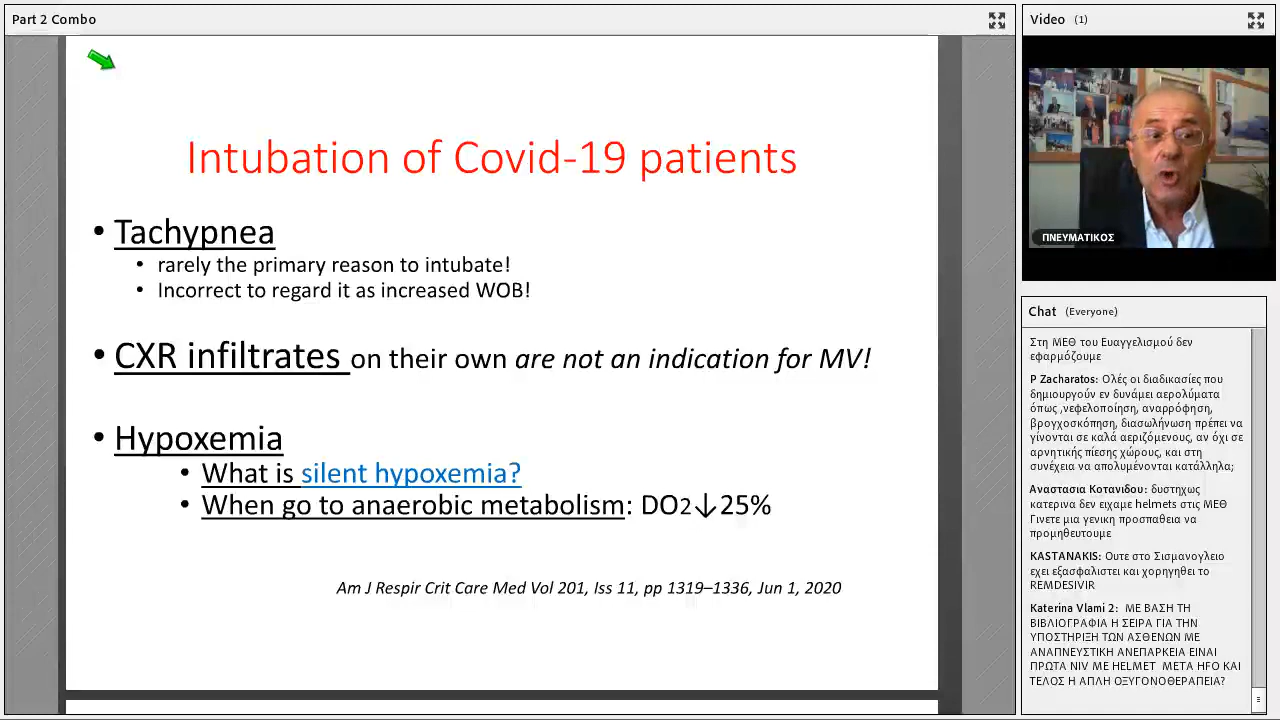 Part 2 Combo
Intubation of Covid-19 patients
• Tachypnea
• rarely the primary reason to intubate!
• Incorrect to regard it as increased WOB!
• CXR infiltrates on their own are not an indication for MV!
• Hypoxemia
• What is silent hypoxemia?
• When go to anaerobic metabolism: DO2↓25%
Am J Respir Crit Care Med Vol 201, Iss 11, pp 1319–1336, Jun 1, 2020
Video (1)
ΠΝΕΥΜΑΤΙΚΟΣ
Chat (Everyone)
Στη ΜΕΘ του Ευαγγελισμού δεν
εφαρμόζουμε
P Zacharatos: Ολές οι διαδικασίες που
δημιουργούν εν δυνάμει αερολύματα
όπως ,νεφελοποίηση, αναρρόφηση,
βρογχοσκόπηση, διασωλήνωση πρέπει να
γίνονται σε καλά αεριζόμενους, αν όχι σε
αρνητικής πίεσης χώρους, και στη
συνέχεια να απολυμένονται κατάλληλα;
Αναστασια Κοτανιδου: δυστηχως
κατερινα δεν ειχαμε helmets στις ΜΕΘ
Γινετε μια γενικη προσπαθεια να
προμηθευτουμε
KASTANAKIS: Ουτε στο Σισμανογλειο
εχει εξασφαλιστει και χορηγηθει το
REMDESIVIR
Katerina Vlami 2: ΜΕ ΒΑΣΗ ΤΗ
ΒΙΒΛΙΟΓΡΑΦΙΑ Η ΣΕΙΡΑ ΓΙΑ ΤΗΝ
ΥΠΟΣΤΗΡΙΞΗ ΤΩΝ ΑΣΘΕΝΩΝ ΜΕ
ΑΝΑΠΝΕΥΣΤΙΚΗ ΑΝΕΠΑΡΚΕΙΑ ΕΙΝΑΙ
ΠΡΩΤΑ NIV ΜΕ HELMET ΜΕΤΑ HFO ΚΑΙ
ΤΕΛΟΣ Η ΑΠΛΗ ΟΞΥΓΟΝΟΘΕΡΑΠΕΙΑ?